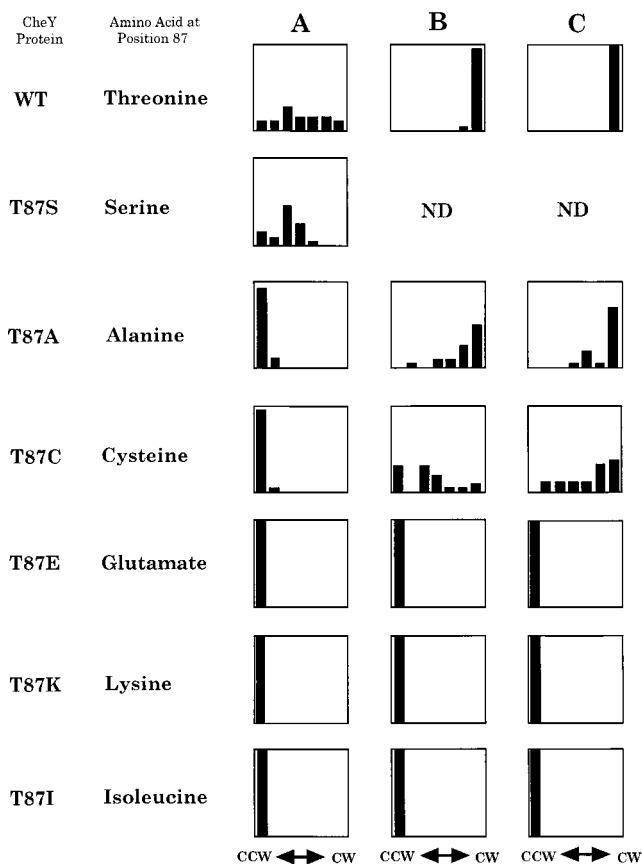 CheY Protein Amino Acid at Position 87 A B C
WT Threonine
T87S Serine ND ND
T87A Alanine
T87C Cysteine
T87E Glutamate
T87K Lysine
T87I Isoleucine
CCW CW CCW CW CCW CW